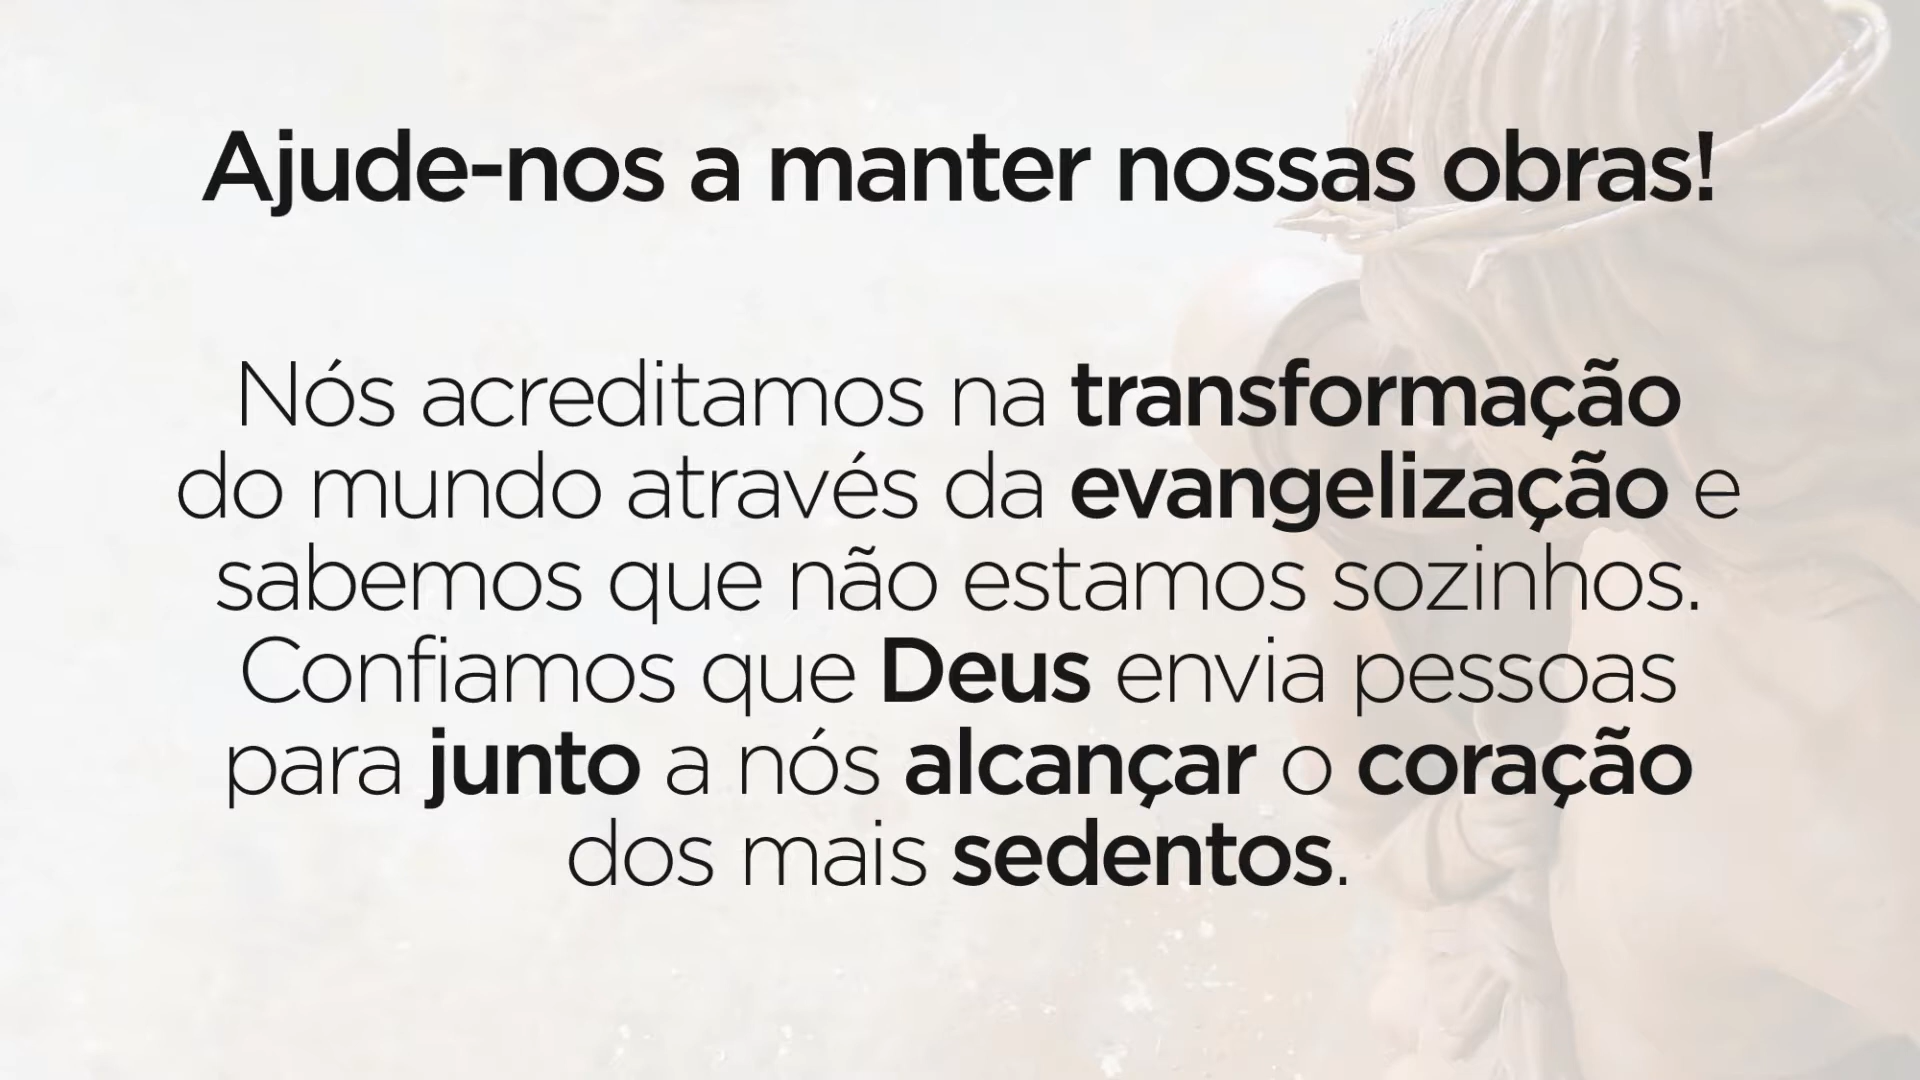 Ajude-nos a manter nossas obras!
Nós acreditamos na transformação
do mundo através da evangelização e
sabemos que não estamos sozinhos.
Confiamos que Deus envia pessoas
para junto a nós alcançar o coração
dos mais sedentos.